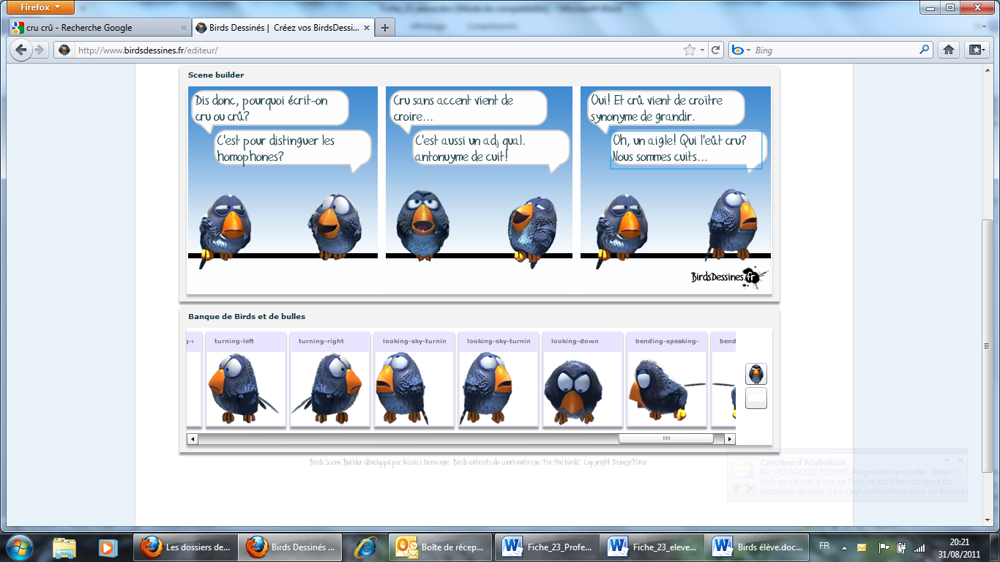 Firefox
cru crû - Recherche Google
Birds Dessinés | Créez vos BirdsDessi...
http://www.birdsdessines.fr/editeur/
Bing
Scene builder
Dis donc, pourquoi écrit-on
cru ou crû?
C'est pour distinguer les
homophones?
Cru sans accent vient de
croire...
C'est aussi un adj qual.
antonuyme de cuit!
Oui! Et crû vient de croître
synonyme de grandir.
Oh, un aigle! Qui l'eût cru?
Nous sommes cuits...
BirdsDessines.fr
Banque de Birds et de bulles
turning-left
turning-right
looking-sky-turnin
looking-sky-turnin
looking-down
bending-speaking-
bend
Birds Scene Builder développé par Nicolas Demange. Birds extraits du court-métrage 'For the birds'. Copyright Disney/Pixar.
Caroline d'Atabekian
Re: PEDAGOGIE FICHIER Progression annuelle 3ème (...
Mais ça n'a rien à voir ça Paul, ce sont les rubriques du
répertoire de liens. Là il s'agit notifications pour les fichiers
Les dossiers de...
Birds Dessinés ...
Boîte de récep...
Fiche_23_Profe...
Fiche_23_eleve...
Birds élève.doc...
FR
20:21
31/08/2011